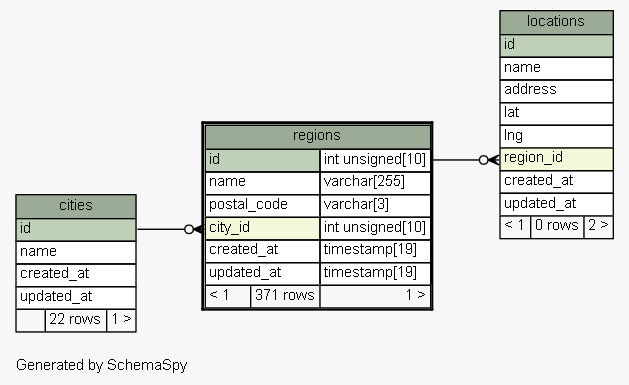 locations
id
name
address
lat
lng
region_id
created_at
updated_at
< 1 0 rows 2 >
regions
id int unsigned[10]
name varchar[255]
postal_code varchar[3]
city_id int unsigned[10]
created_at timestamp[19]
updated_at timestamp[19]
< 1 371 rows 1 >
cities
id
name
created_at
updated_at
22 rows 1 >
Generated by SchemaSpy